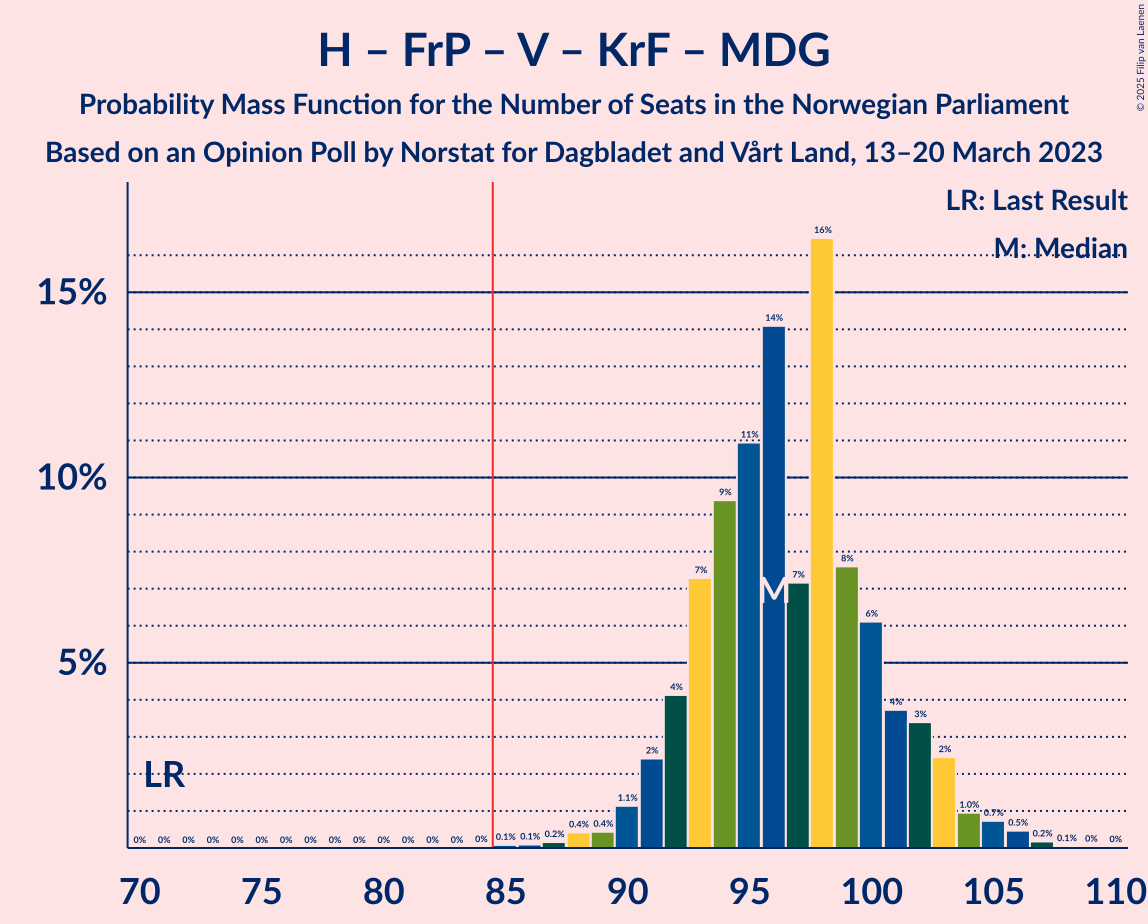 H – FrP – V – KrF – MDG
Probability Mass Function for the Number of Seats in the Norwegian Parliament
Based on an Opinion Poll by Norstat for Dagbladet and Vårt Land, 13–20 March 2023
© 2025 Filip van Laenen
LR: Last Result
M: Median
15%
10%
5%
LR
M
0% 0% 0% 0% 0% 0% 0% 0% 0% 0% 0% 0% 0% 0% 0% 0.1% 0.1% 0.2% 0.4% 0.4% 1.1% 2% 4% 7% 9% 11% 14% 7% 16% 8% 6% 4% 3% 2% 1.0% 0.7% 0.5% 0.2% 0.1% 0% 0%
70 75 80 85 90 95 100 105 110